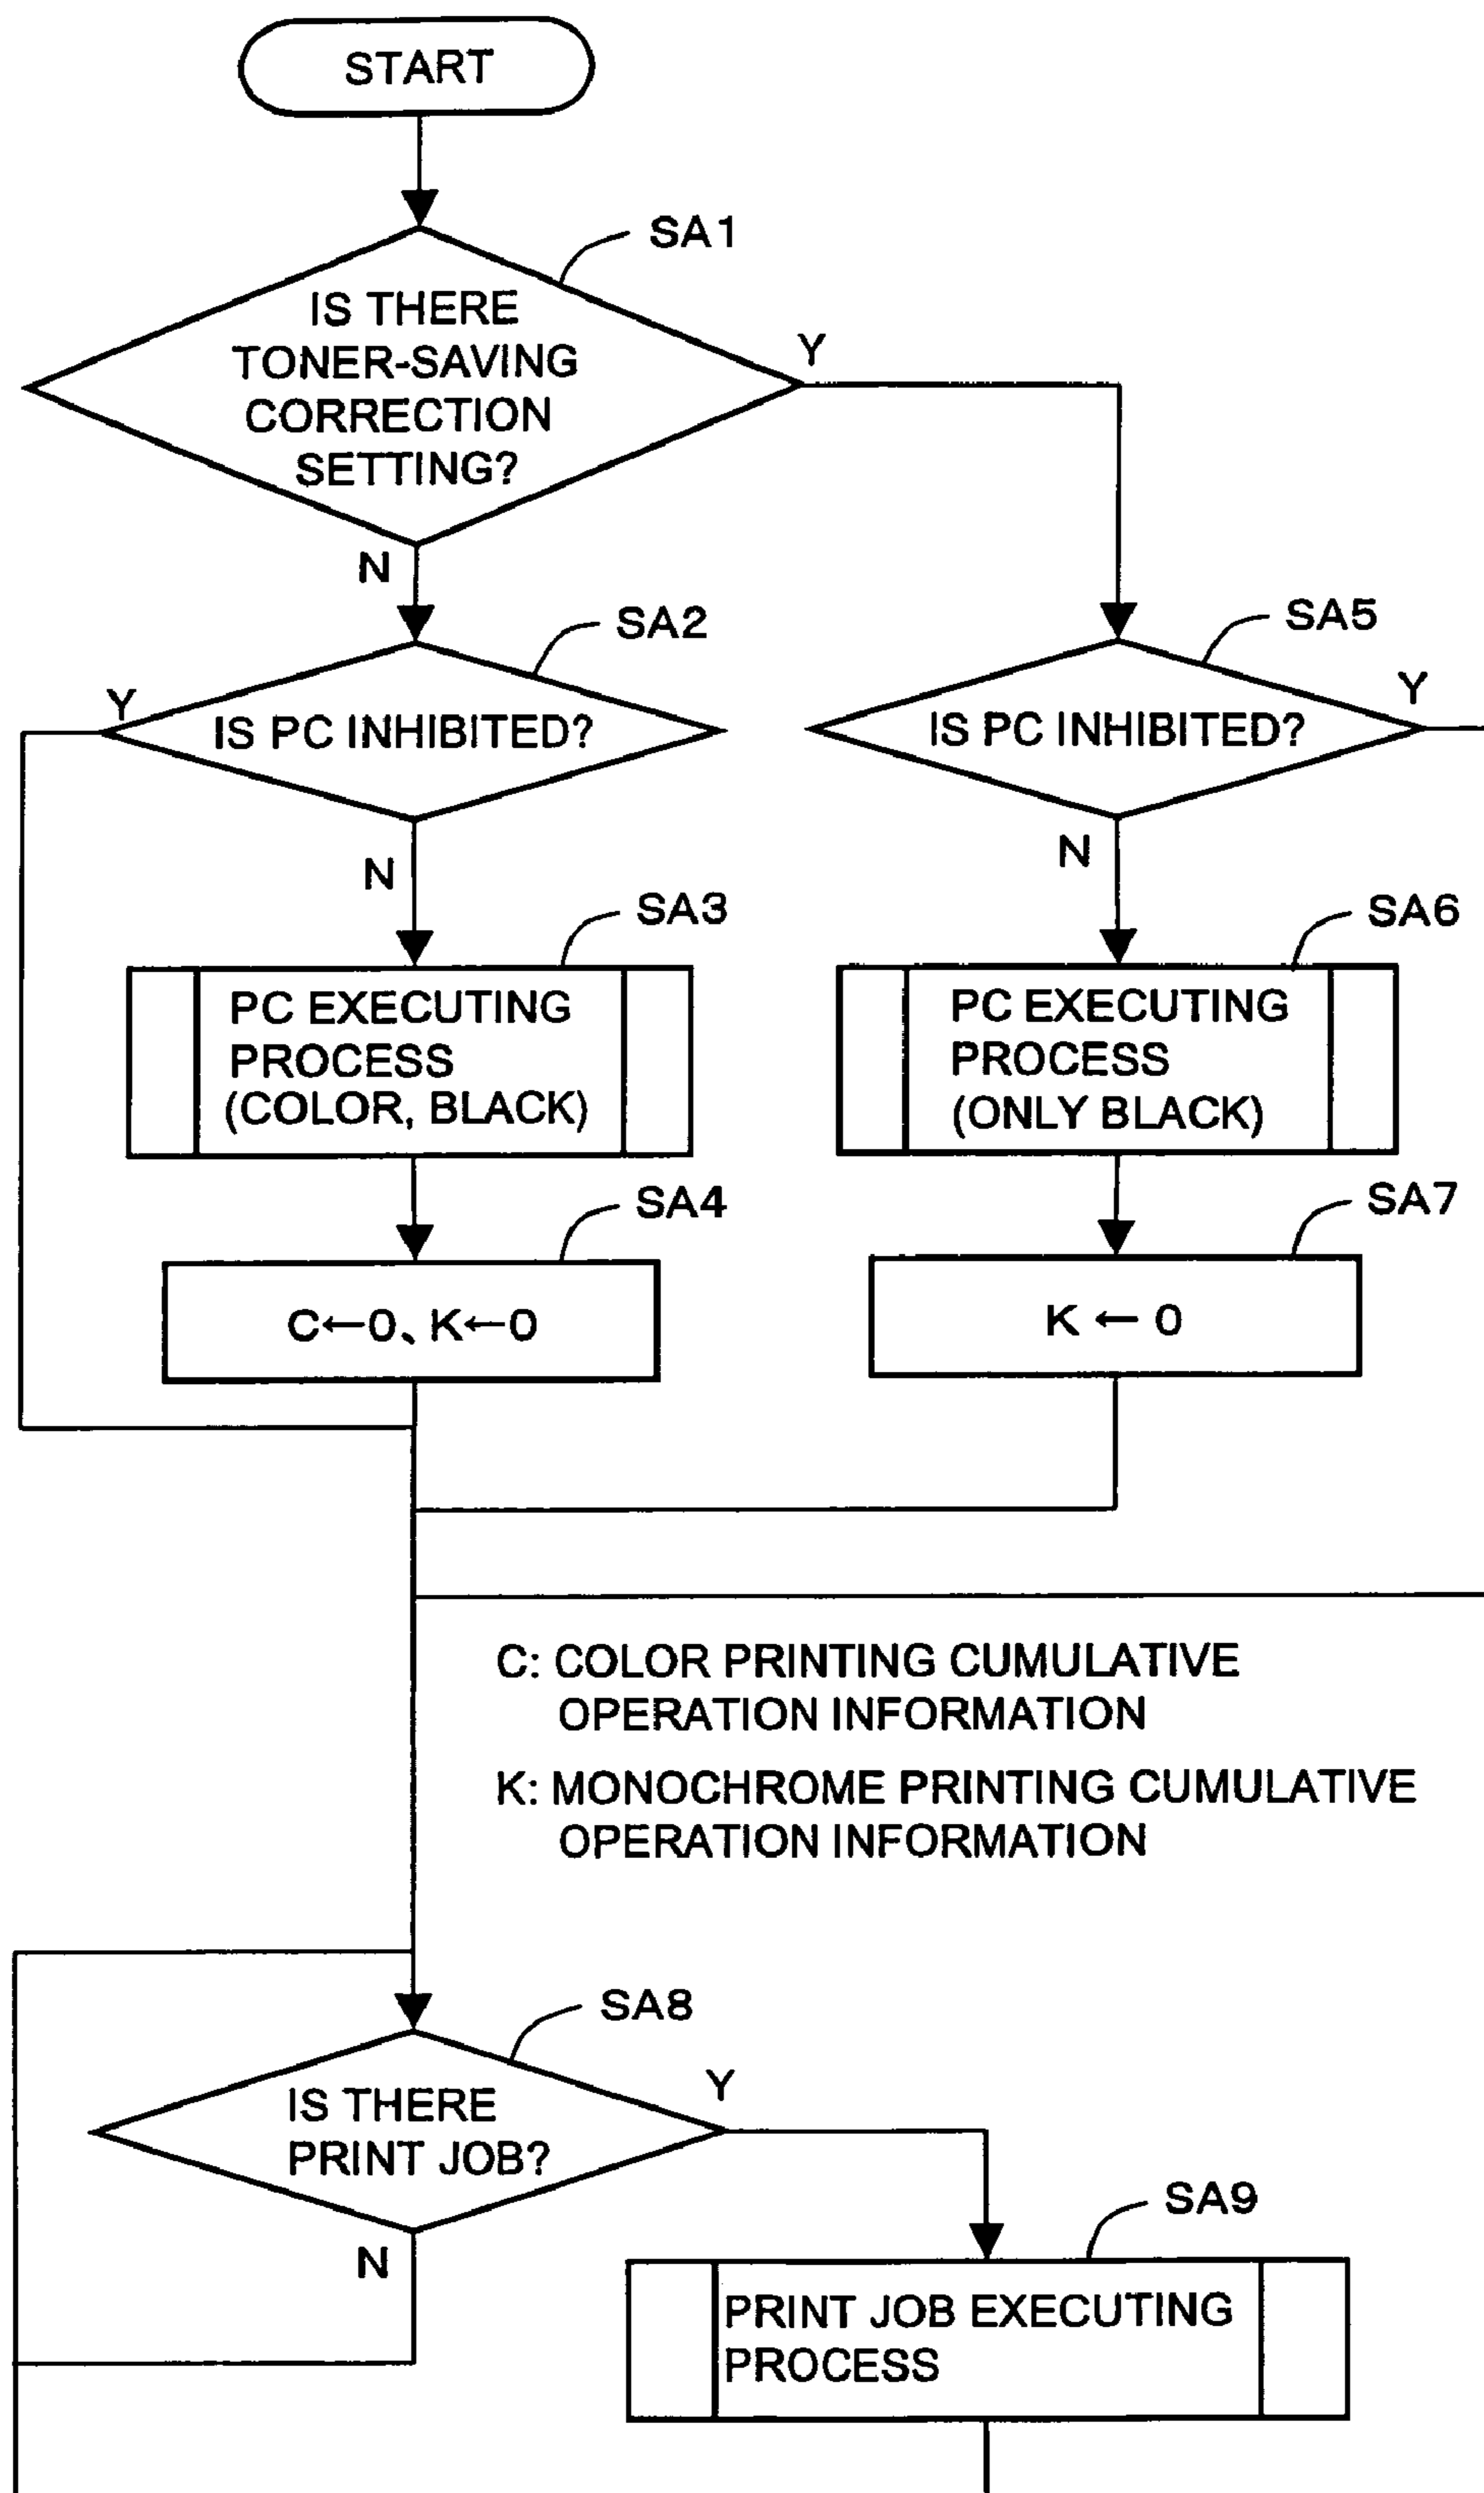 START
SA1
IS THERE
TONER-SAVING
CORRECTION
SETTING?
Y
N
SA2
Y
IS PC INHIBITED?
N
SA5
Y
IS PC INHIBITED?
N
SA3
PC EXECUTING
PROCESS
(COLOR, BLACK)
SA6
PC EXECUTING
PROCESS
(ONLY BLACK)
SA4
C←0、K←0
SA7
K ← 0
C: COLOR PRINTING CUMULATIVE
OPERATION INFORMATION
K: MONOCHROME PRINTING CUMULATIVE
OPERATION INFORMATION
SA8
IS THERE
PRINT JOB?
Y
N
SA9
PRINT JOB EXECUTING
PROCESS